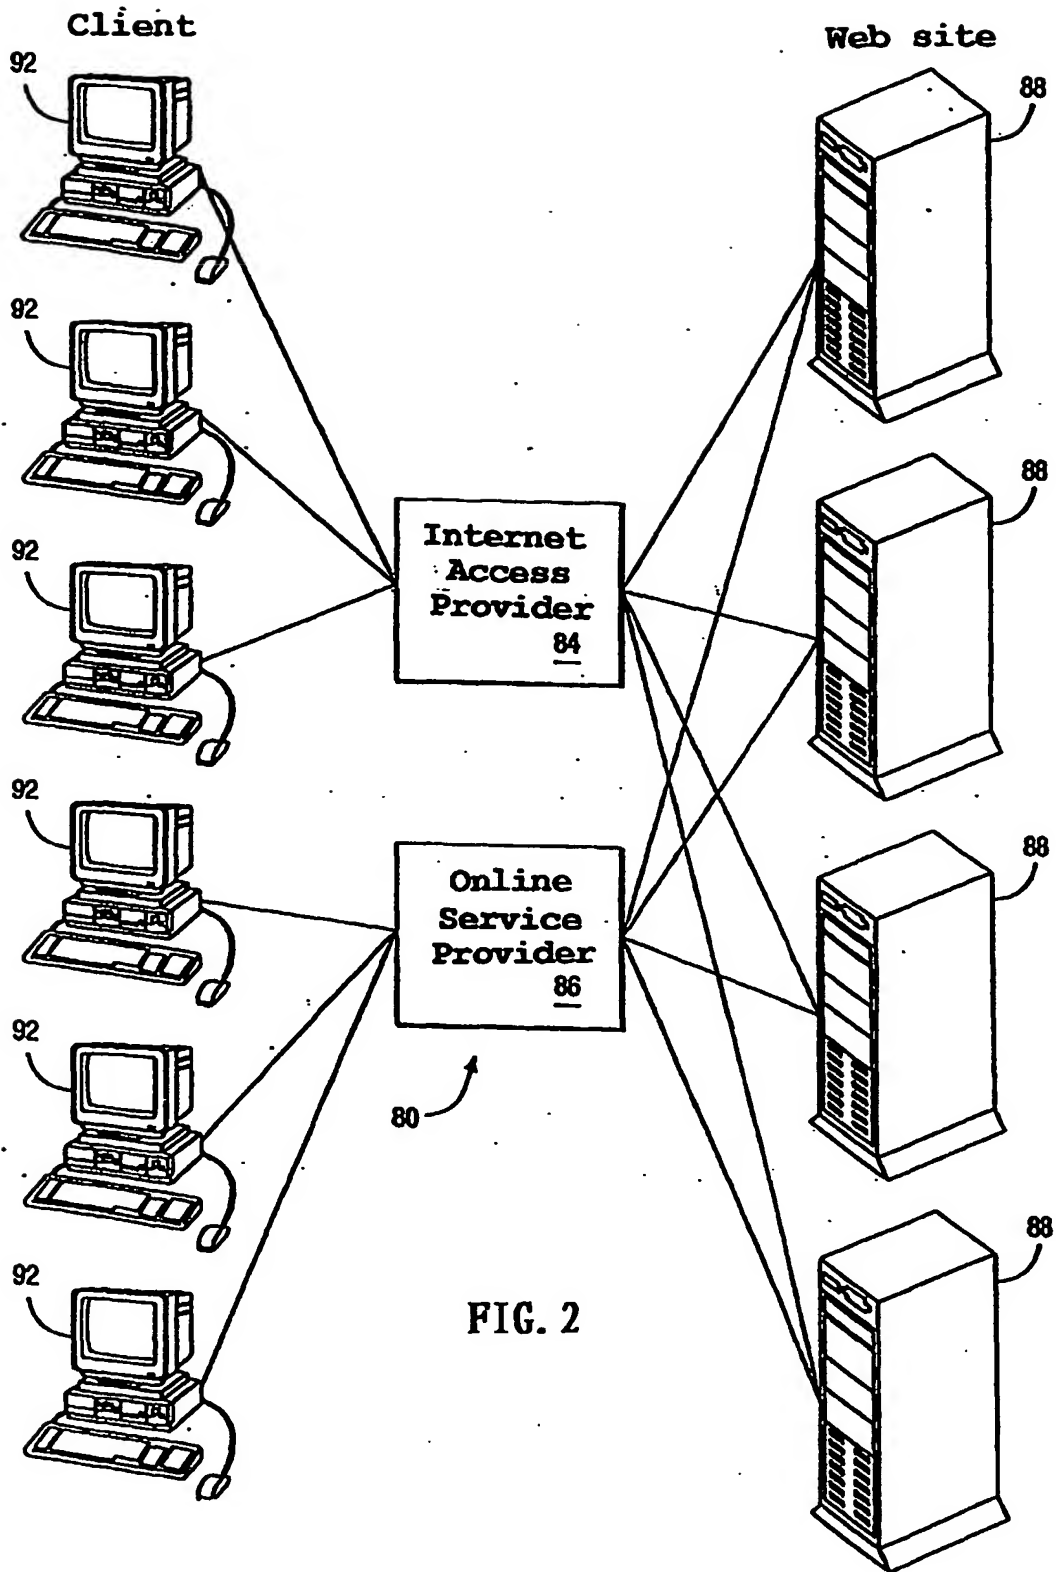 Client
Web site
92
88
92
88
Internet
Access
Provider
84
92
92
88
Online
Service
Provider
86
92
80
88
92
FIG. 2